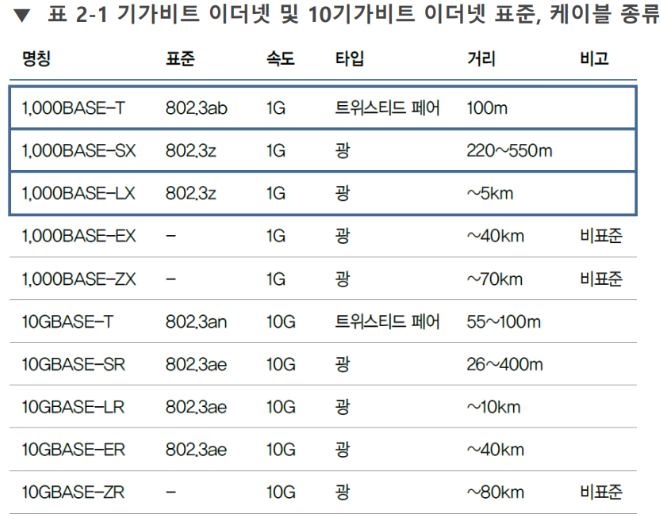 ▼ 표 2-1 기가비트 이더넷 및 10기가비트 이더넷 표준, 케이블 종류
명칭 표준 속도 타입 거리 비고
1,000BASE-T 802.3ab 1G 트위스티드 페어 100m
1,000BASE-SX 802.3z 1G 광 220~550m
1,000BASE-LX 802.3z 1G 광 ~5km
1,000BASE-EX - 1G 광 ~40km 비표준
1,000BASE-ZX - 1G 광 ~70km 비표준
10GBASE-T 802.3an 10G 트위스티드 페어 55~100m
10GBASE-SR 802.3ae 10G 광 26~400m
10GBASE-LR 802.3ae 10G 광 ~10km
10GBASE-ER 802.3ae 10G 광 ~40km
10GBASE-ZR - 10G 광 ~80km 비표준